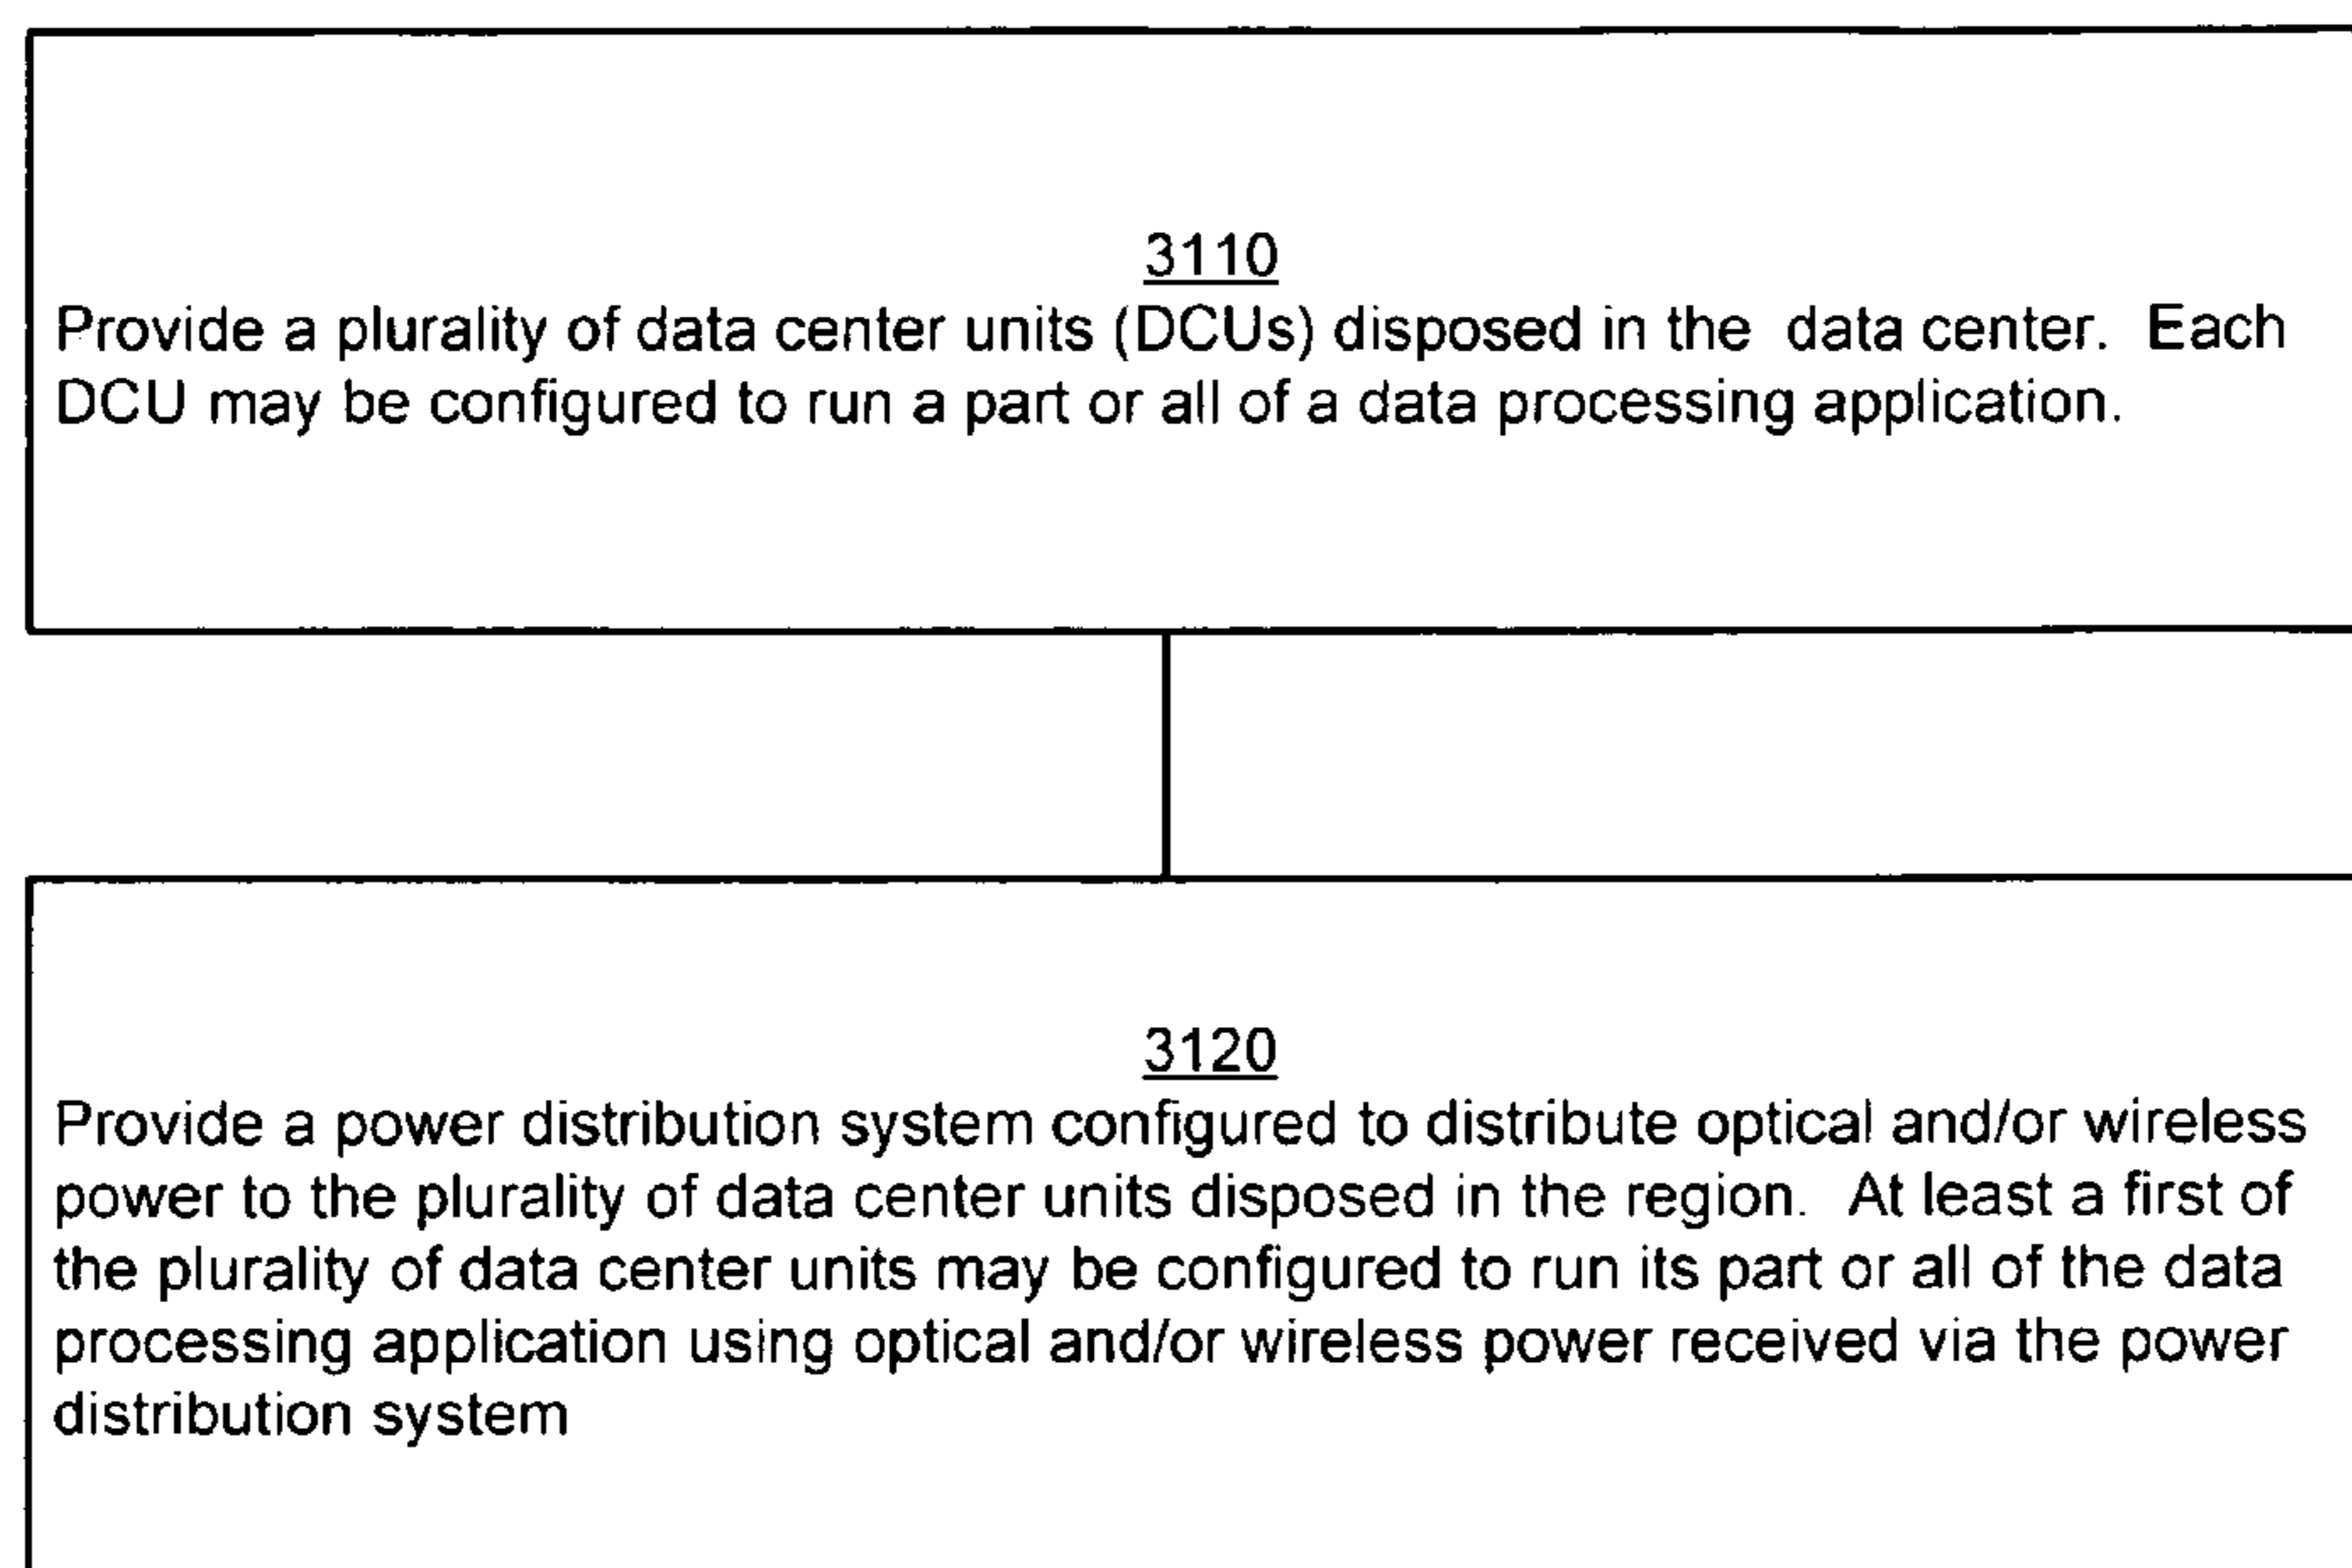 3110
Provide a plurality of data center units (DCUs) disposed in the data center. Each
DCU may be configured to run a part or all of a data processing application.
3120
Provide a power distribution system configured to distribute optical and/or wireless
power to the plurality of data center units disposed in the region. At least a first of
the plurality of data center units may be configured to run its part or all of the data
processing application using optical and/or wireless power received via the power
distribution system